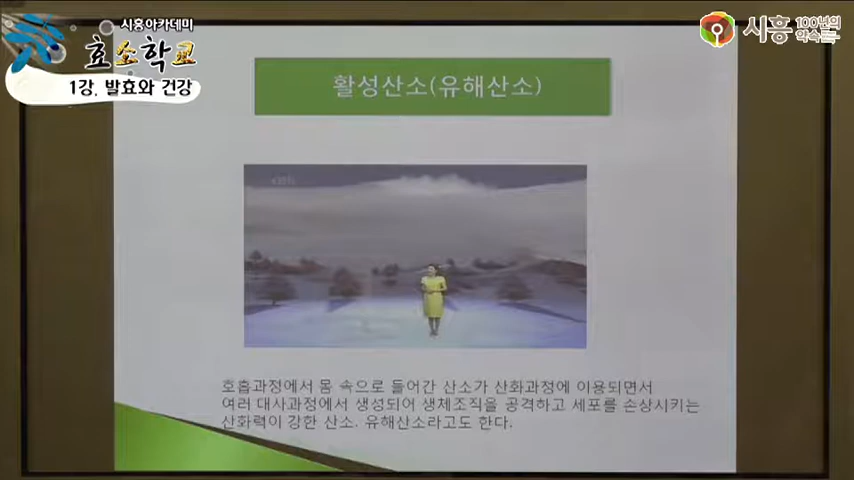 시흥아카데미
효소학교
1강. 발효와 건강
시흥 100년의
약속
활성산소(유해산소)
KBS
호흡과정에서 몸 속으로 들어간 산소가 산화과정에 이용되면서
여러 대사과정에서 생성되어 생체조직을 공격하고 세포를 손상시키는
산화력이 강한 산소. 유해산소라고도 한다.